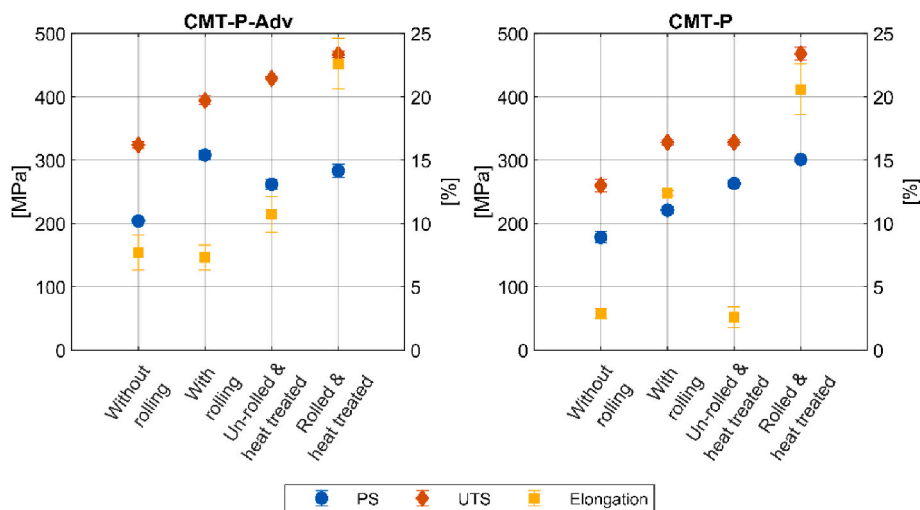 CMT-P-Adv
500
400
300
200
100
0
[MPa]
25
20
15
10
5
0
[%]
Without
rolling
With
rolling
Un-rolled &
heat treated
Rolled &
heat treated
CMT-P
500
400
300
200
100
0
[MPa]
25
20
15
10
5
0
[%]
Without
rolling
With
rolling
Un-rolled &
heat treated
Rolled &
heat treated
PS UTS Elongation